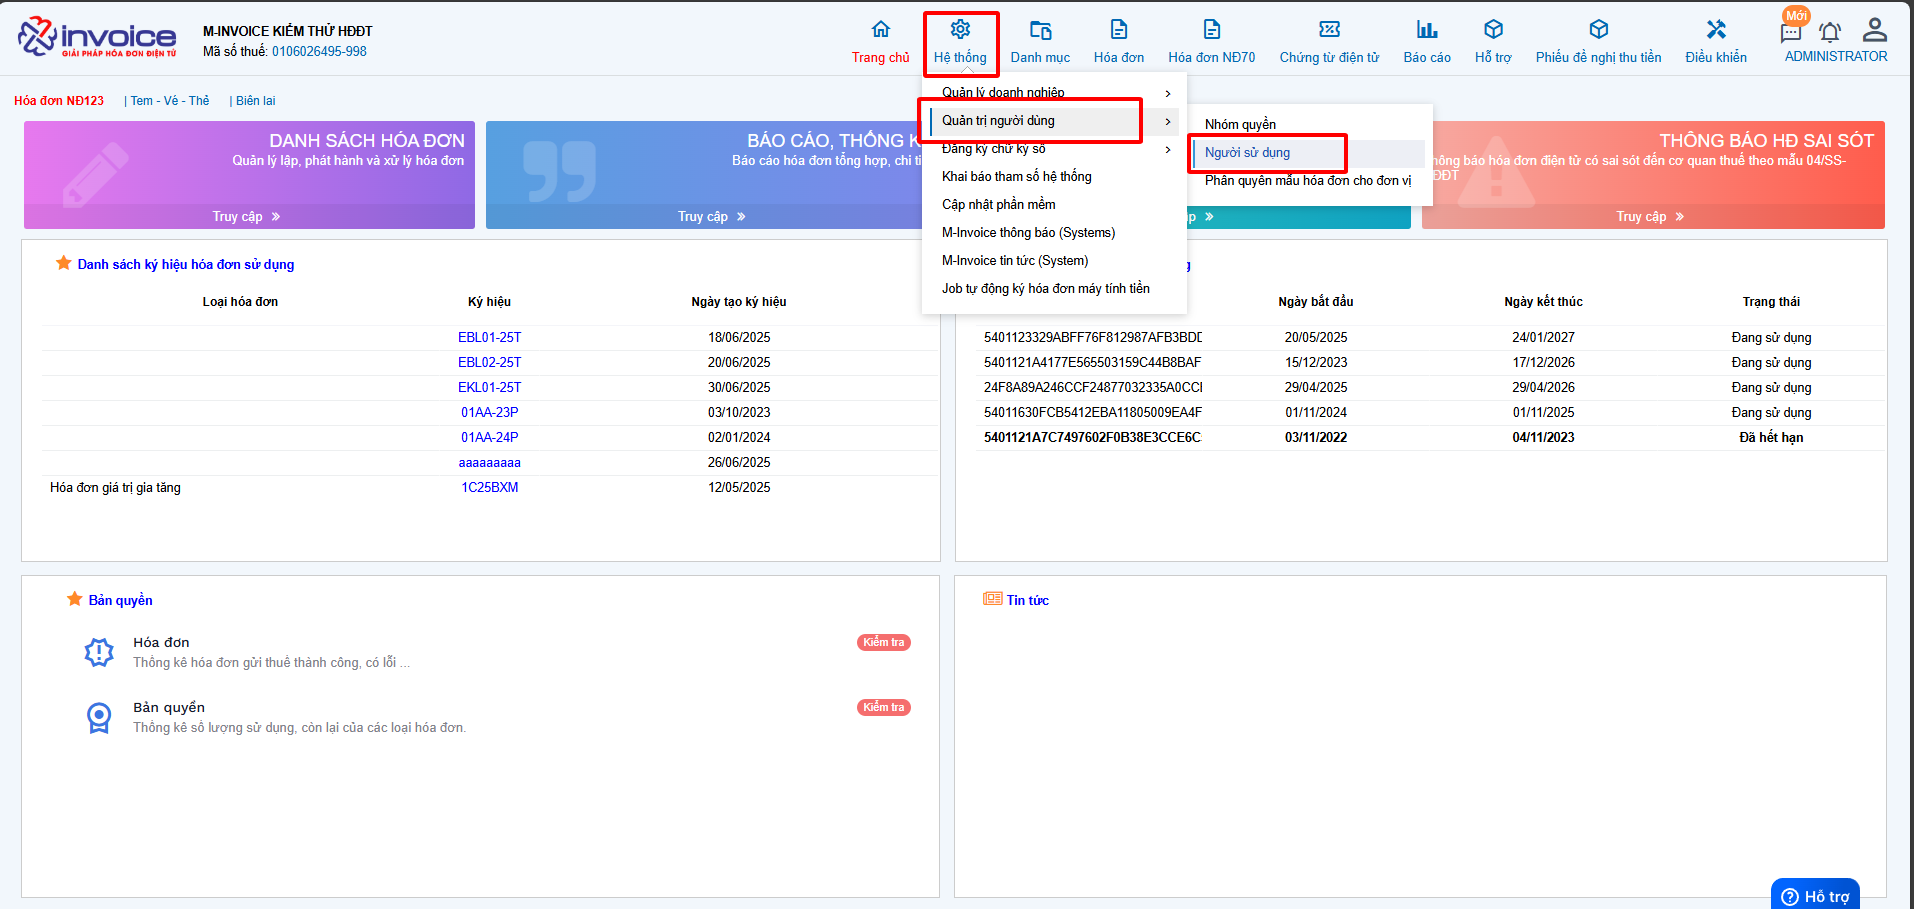 invoice
GIẢI PHÁP HÓA ĐƠN ĐIỆN TỬ
M-INVOICE KIỂM THỬ HĐĐT
Mã số thuế: 0106026495-998
Trang chủ
Hệ thống
Danh mục
Hóa đơn
Hóa đơn NĐ70
Chứng từ điện tử
Báo cáo
Hỗ trợ
Phiếu đề nghị thu tiền
Điều khiển
Mới
ADMINISTRATOR
Hóa đơn NĐ123 | Tem - Vé - Thẻ | Biên lai
Quản lý doanh nghiệp
Quản trị người dùng
Đăng ký chữ ký số
Khai báo tham số hệ thống
Cập nhật phần mềm
M-Invoice thông báo (Systems)
M-Invoice tin tức (System)
Job tự động ký hóa đơn máy tính tiền
Nhóm quyền
Người sử dụng
Phân quyền mẫu hóa đơn cho đơn vị
DANH SÁCH HÓA ĐƠN
Quản lý lập, phát hành và xử lý hóa đơn
Truy cập »
BÁO CÁO, THỐNG K
Báo cáo hóa đơn tổng hợp, chi ti
Truy cập »
p »
THÔNG BÁO HĐ SAI SÓT
hông báo hóa đơn điện tử có sai sót đến cơ quan thuế theo mẫu 04/SS-
ĐĐT
Truy cập »
Danh sách ký hiệu hóa đơn sử dụng
Loại hóa đơn Ký hiệu Ngày tạo ký hiệu
EBL01-25T 18/06/2025
EBL02-25T 20/06/2025
EKL01-25T 30/06/2025
01AA-23P 03/10/2023
01AA-24P 02/01/2024
aaaaaaaaa 26/06/2025
Hóa đơn giá trị gia tăng 1C25BXM 12/05/2025
g
Ngày bắt đầu Ngày kết thúc Trạng thái
5401123329ABFF76F812987AFB3BDD 20/05/2025 24/01/2027 Đang sử dụng
5401121A4177E565503159C44B8BAF 15/12/2023 17/12/2026 Đang sử dụng
24F8A89A246CCF24877032335A0CC 29/04/2025 29/04/2026 Đang sử dụng
54011630FCB5412EBA11805009EA4F 01/11/2024 01/11/2025 Đang sử dụng
5401121A7C7497602F0B38E3CCE6C 03/11/2022 04/11/2023 Đã hết hạn
Bản quyền
Hóa đơn
Thống kê hóa đơn gửi thuế thành công, có lỗi ...
Kiểm tra
Bản quyền
Thống kê số lượng sử dụng, còn lại của các loại hóa đơn.
Kiểm tra
Tin tức
Hỗ trợ